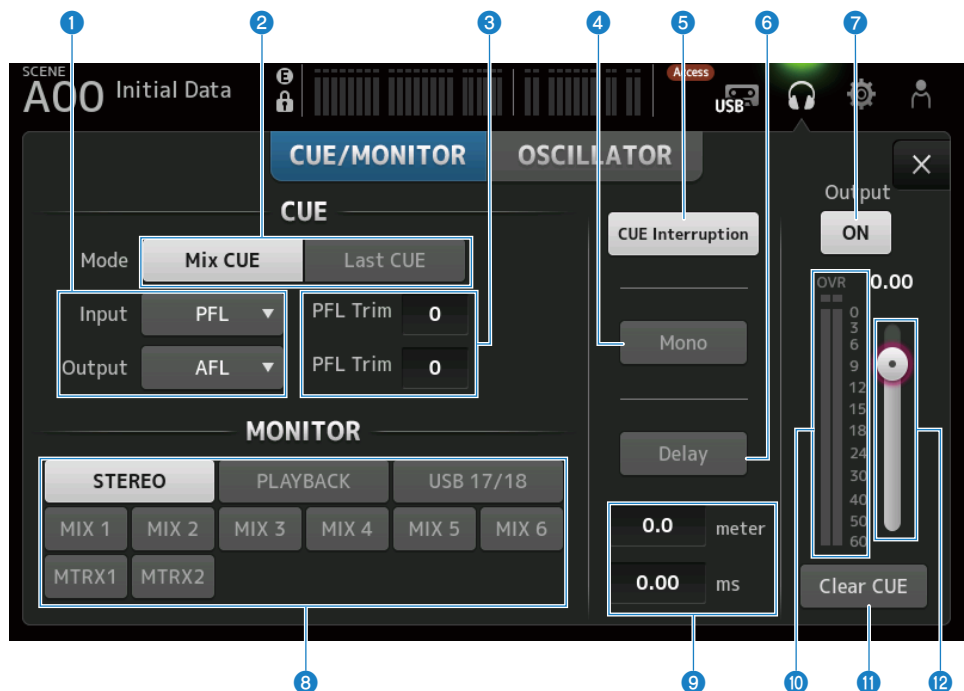 1 2 3 4 5 6 7
SCENE
A00 Initial Data E Access USB
CUE/MONITOR OSCILLATOR
Output
CUE
CUE Interruption ON
Mode Mix CUE Last CUE
OVR 0.00
Input PFL ▼ PFL Trim 0
0
3
6
Mono
Output AFL ▼ PFL Trim 0
9
12
15
MONITOR
18
Delay
24
STEREO PLAYBACK USB 17/18
30
40
MIX 1 MIX 2 MIX 3 MIX 4 MIX 5 MIX 6
0.0 meter
50
60
MTRX1 MTRX2
0.00 ms
Clear CUE
8 9 10 11 12